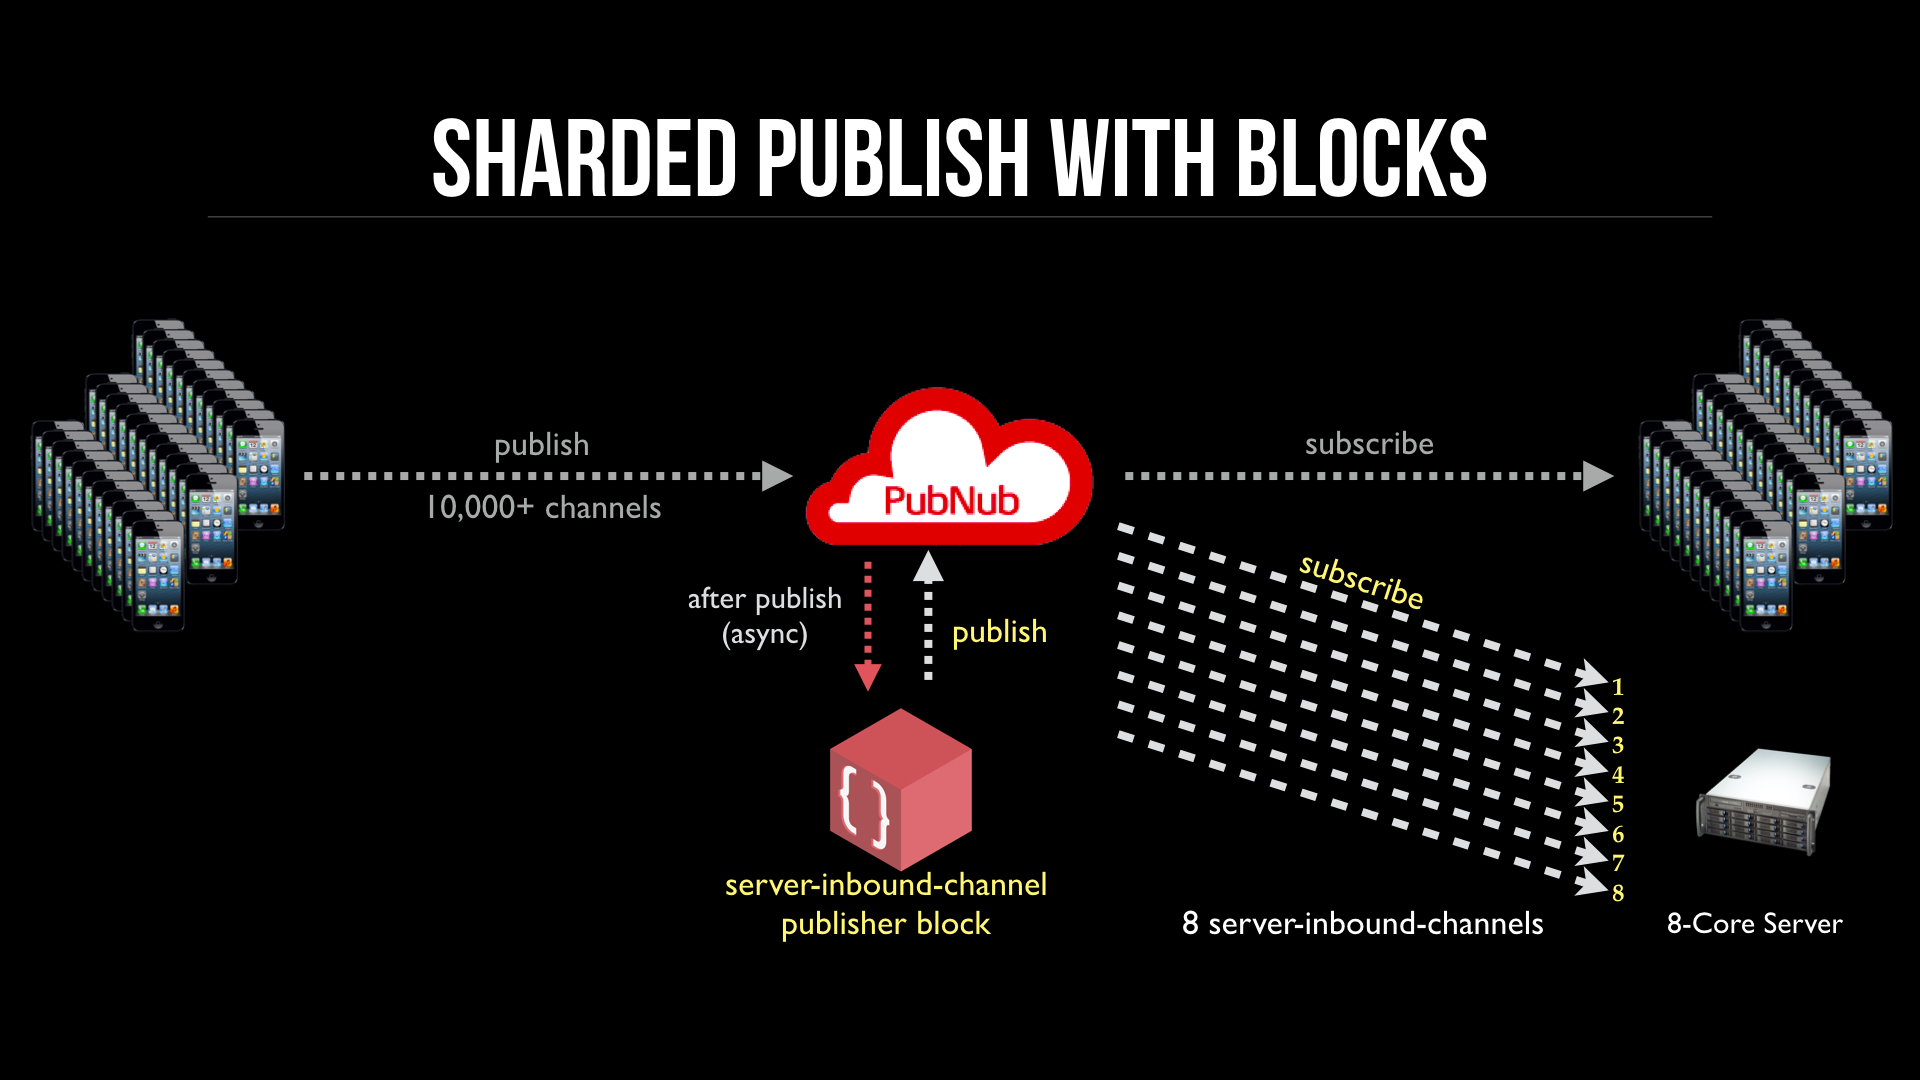 SHARDED PUBLISH WITH BLOCKS
publish
10,000+ channels
PubNub
subscribe
after publish
(async)
publish
subscribe
{ }
server-inbound-channel
publisher block
1
2
3
4
5
6
7
8
8 server-inbound-channels
8-Core Server